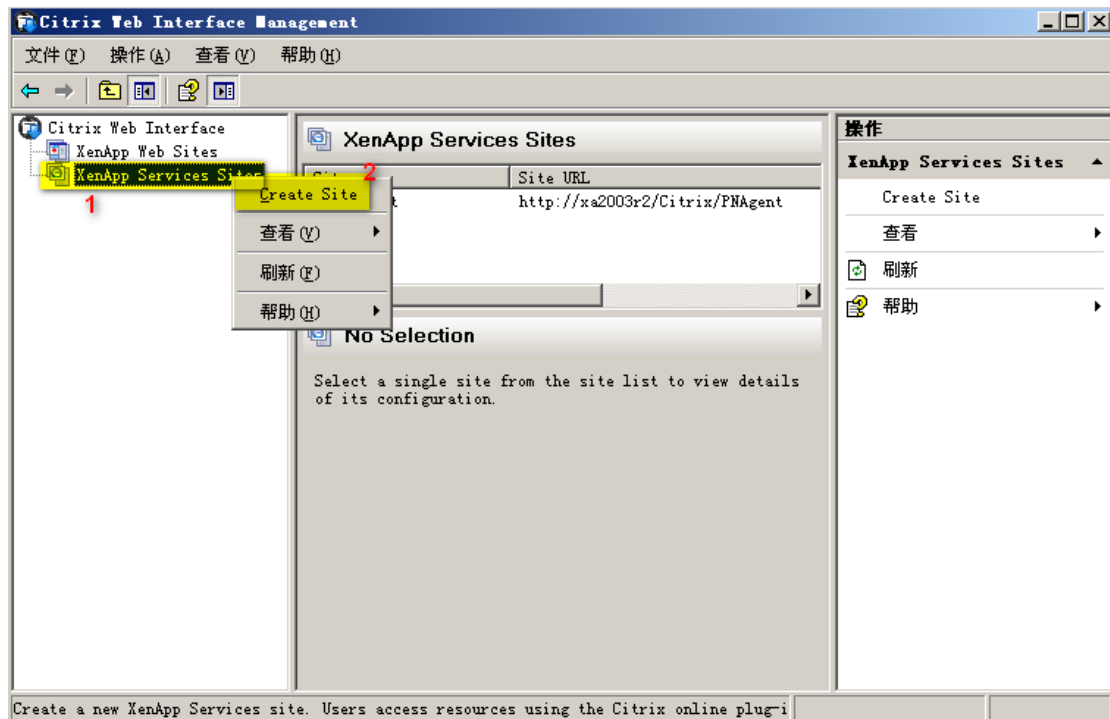 Citrix Web Interface Management
文件(F) 操作(A) 查看(V) 帮助(H)
Citrix Web Interface
XenApp Web Sites
XenApp Services Sites
1
2
Create Site
查看(V)
刷新(F)
帮助(H)
XenApp Services Sites
Site URL
http://xa2003r2/Citrix/PNAgent
No Selection
Select a single site from the site list to view details
of its configuration.
操作
XenApp Services Sites
Create Site
查看
刷新
帮助
Create a new XenApp Services site. Users access resources using the Citrix online plug-i